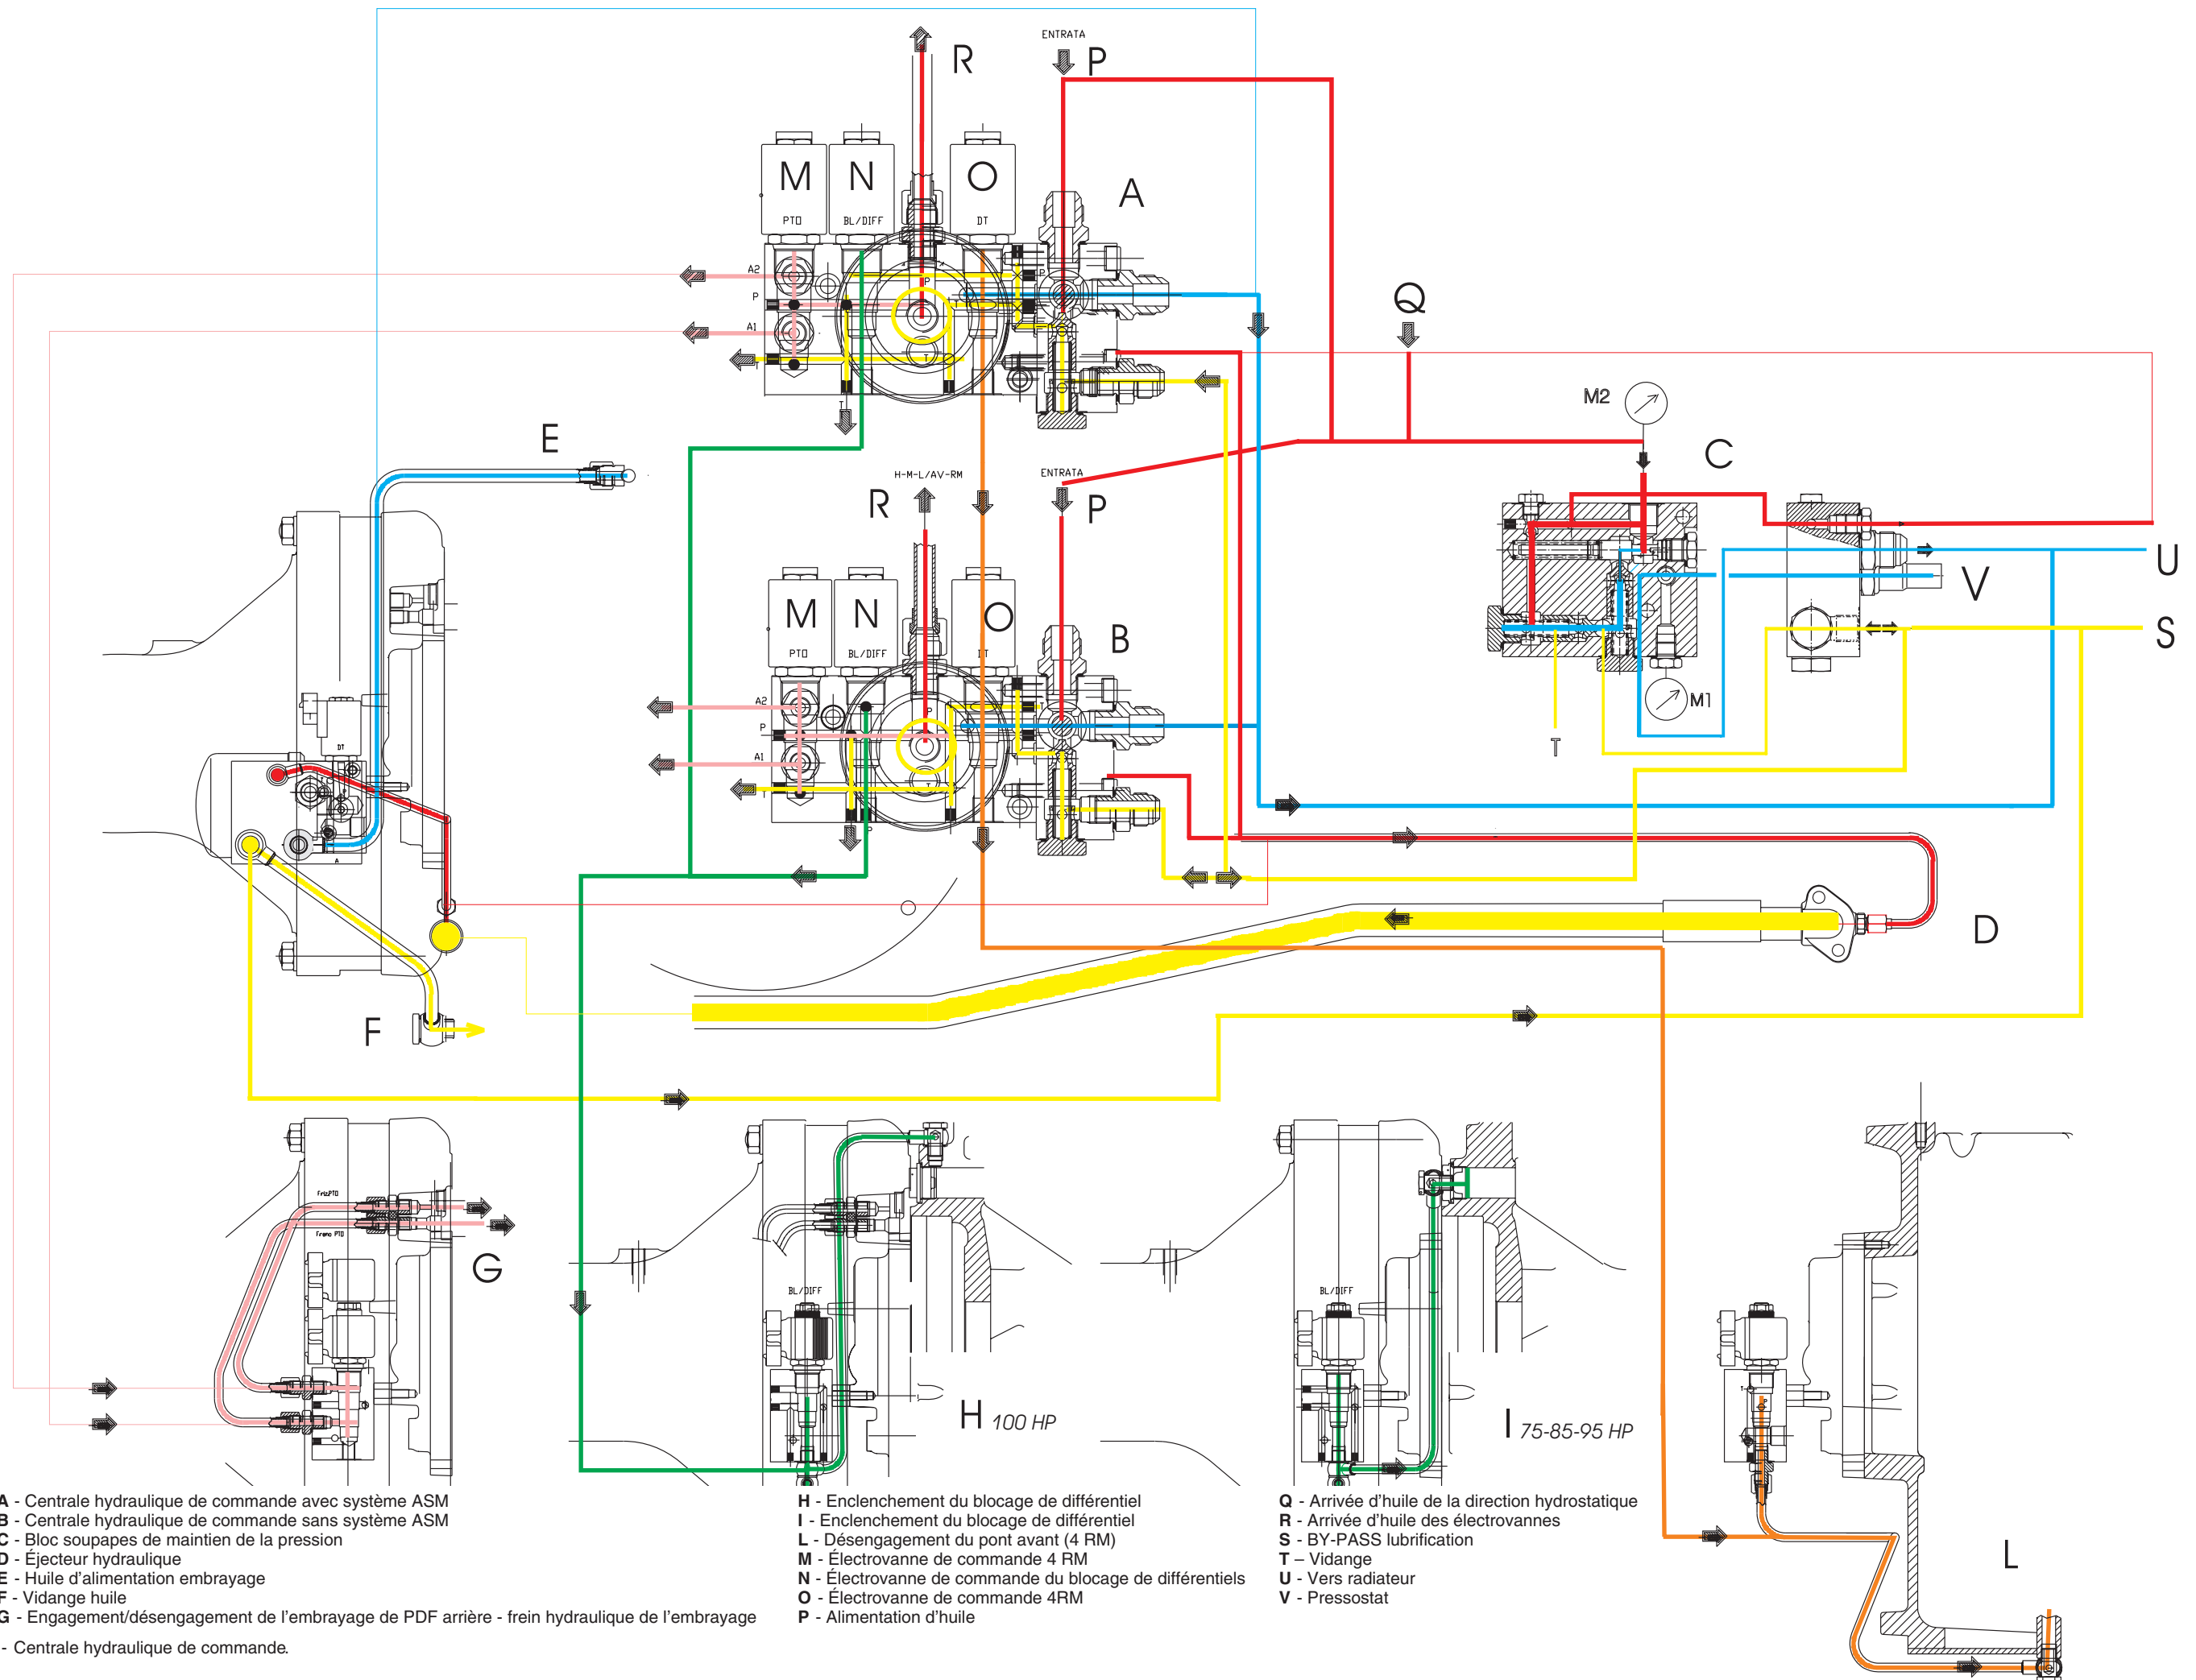 ENTRATA
R
P
M
N
O
A
PTO
BL/DIFF
DT
A2
P
P
P
A1
T
T
T
Q
M2
C
E
H-M-L/AV-RM
ENTRATA
R
P
M
N
O
B
PTO
BL/DIFF
DT
A2
P
P
T
A1
T
T
P
U
V
S
M1
T
DT
A
D
F
Friz.PTO
Freno PTO
G
BL/DIFF
H 100 HP
BL/DIFF
I 75-85-95 HP
T
P
L
A - Centrale hydraulique de commande avec système ASM
B - Centrale hydraulique de commande sans système ASM
C - Bloc soupapes de maintien de la pression
D - Éjecteur hydraulique
E - Huile d'alimentation embrayage
F - Vidange huile
G - Engagement/désengagement de l'embrayage de PDF arrière - frein hydraulique de l'embrayage
H - Enclenchement du blocage de différentiel
I - Enclenchement du blocage de différentiel
L - Désengagement du pont avant (4 RM)
M - Électrovanne de commande 4 RM
N - Électrovanne de commande du blocage de différentiels
O - Électrovanne de commande 4RM
P - Alimentation d'huile
Q - Arrivée d'huile de la direction hydrostatique
R - Arrivée d'huile des électrovannes
S - BY-PASS lubrification
T – Vidange
U - Vers radiateur
V - Pressostat
- Centrale hydraulique de commande.